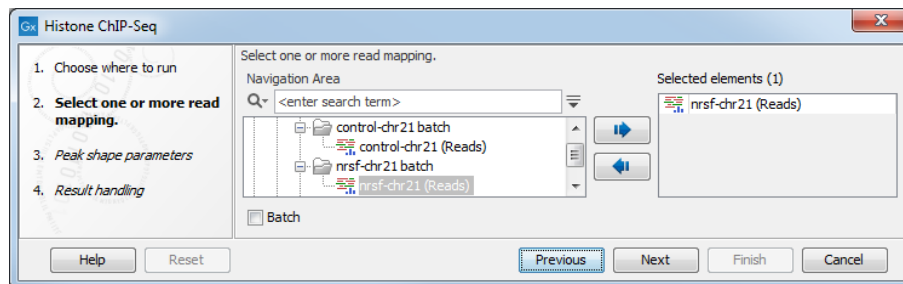 Gx Histone ChIP-Seq
Select one or more read mapping.
1. Choose where to run
2. Select one or more read
mapping.
3. Peak shape parameters
4. Result handling
Navigation Area
<enter search term>
control-chr21 batch
control-chr21 (Reads)
nrsf-chr21 batch
nrsf-chr21 (Reads)
Batch
Selected elements (1)
nrsf-chr21 (Reads)
Help
Reset
Previous
Next
Finish
Cancel